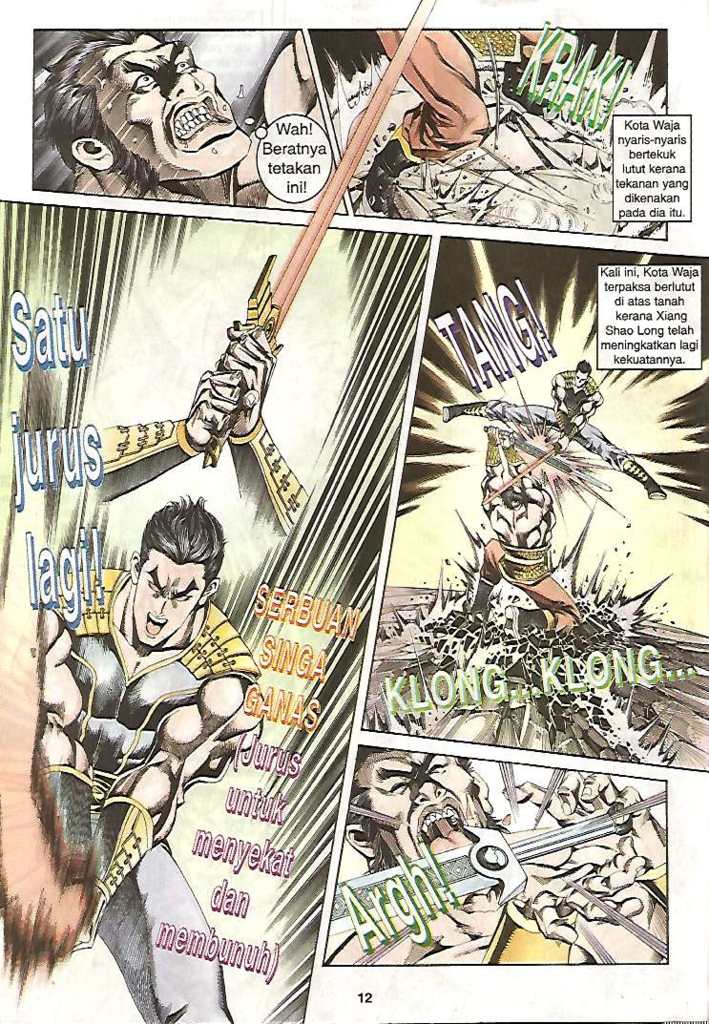 Wah!
Beratnya
tetakan
ini!
KRAK!
Kota Waja
nyaris-nyaris
bertekuk
lutut kerana
tekanan yang
dikenakan
pada dia itu.
Satu
jurus
lagi!
SERBUAN
SINGA
GANAS
(Jurus
untuk
menyekat
dan
membunuh)
Kali ini, Kota Waja
terpaksa berlutut
di atas tanah
kerana Xiang
Shao Long telah
meningkatkan lagi
kekuatannya.
TANG!
KLONG...KLONG...
Argh!
12